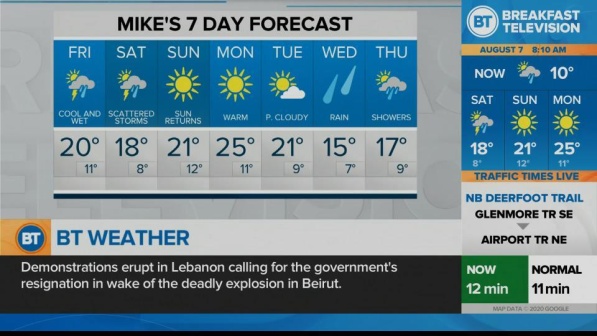 MIKE'S 7 DAY FORECAST
FRI SAT SUN MON TUE WED THU
COOL AND WET SCATTERED STORMS SUN RETURNS WARM P. CLOUDY RAIN SHOWERS
20° 18° 21° 25° 21° 15° 17°
11° 8° 12° 11° 9° 7° 9°
BT BT WEATHER
Demonstrations erupt in Lebanon calling for the government's
resignation in wake of the deadly explosion in Beirut.
BT BREAKFAST
TELEVISION
AUGUST 7 8:10 AM
NOW 10°
SAT SUN MON
18° 21° 25°
8° 12° 11°
TRAFFIC TIMES LIVE
NB DEERFOOT TRAIL
GLENMORE TR SE
AIRPORT TR NE
NOW NORMAL
12 min 11 min
MAP DATA © 2020 GOOGLE